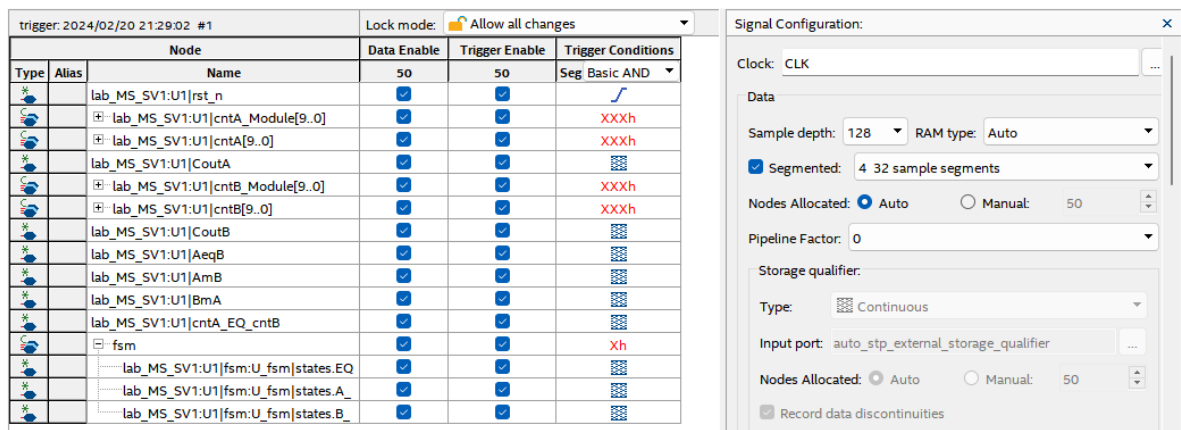 trigger: 2024/02/20 21:29:02 #1
Lock mode: Allow all changes
Node Data Enable Trigger Enable Trigger Conditions
Type Alias Name 50 50 Seg Basic AND
lab_MS_SV1:U1|rst_n
lab_MS_SV1:U1|cntA_Module[9..0] XXXh
lab_MS_SV1:U1|cntA[9..0] XXXh
lab_MS_SV1:U1|CoutA
lab_MS_SV1:U1|cntB_Module[9..0] XXXh
lab_MS_SV1:U1|cntB[9..0] XXXh
lab_MS_SV1:U1|CoutB
lab_MS_SV1:U1|AeqB
lab_MS_SV1:U1|AmB
lab_MS_SV1:U1|BmA
lab_MS_SV1:U1|cntA_EQ_cntB
fsm Xh
lab_MS_SV1:U1|fsm:U_fsm|states.EQ
lab_MS_SV1:U1|fsm:U_fsm|states.A_
lab_MS_SV1:U1|fsm:U_fsm|states.B_
Signal Configuration:
Clock: CLK ...
Data
Sample depth: 128 RAM type: Auto
Segmented: 4 32 sample segments
Nodes Allocated: Auto Manual: 50
Pipeline Factor: 0
Storage qualifier:
Type: Continuous
Input port: auto_stp_external_storage_qualifier ...
Nodes Allocated: Auto Manual: 50
Record data discontinuities